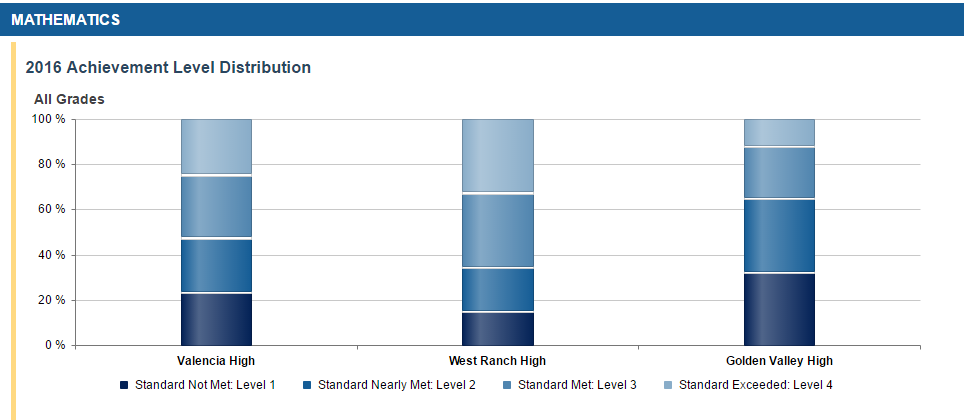 MATHEMATICS
2016 Achievement Level Distribution
All Grades
100 %
80 %
60 %
40 %
20 %
0 %
Valencia High West Ranch High Golden Valley High
Standard Not Met: Level 1 Standard Nearly Met: Level 2 Standard Met: Level 3 Standard Exceeded: Level 4